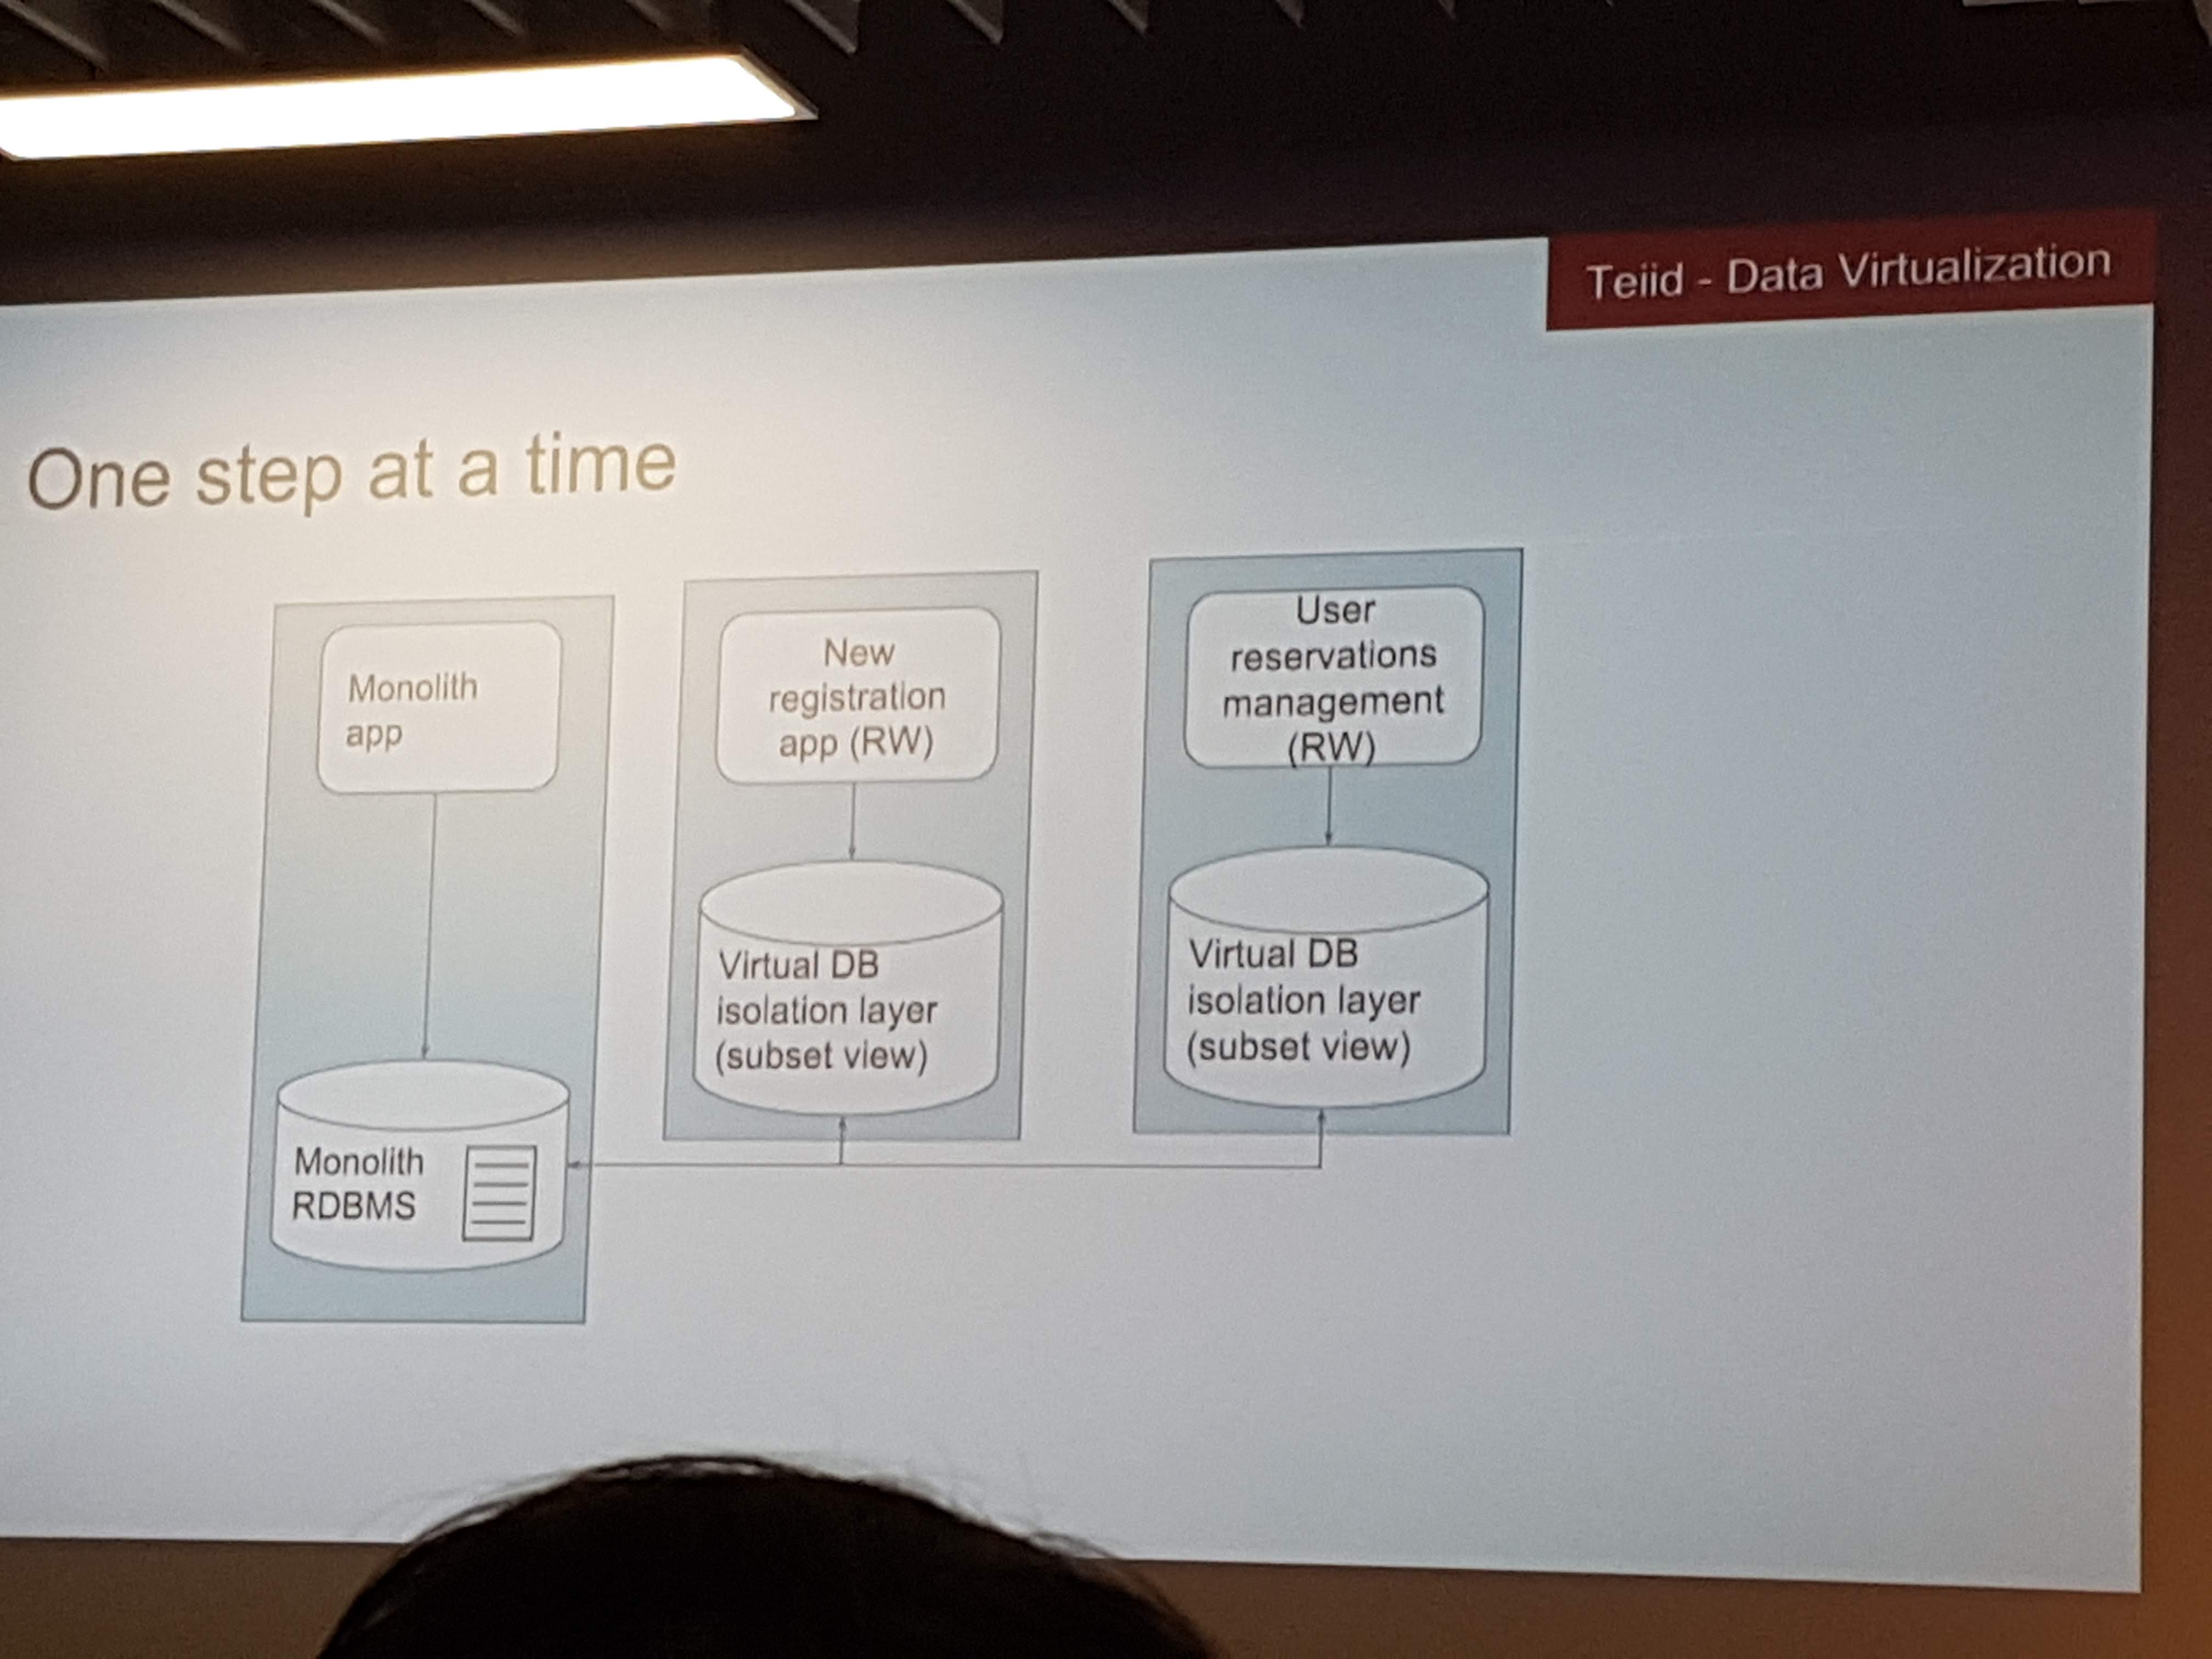 Teiid - Data Virtualization
One step at a time
Monolith
app
New
registration
app (RW)
User
reservations
management
(RW)
Virtual DB
isolation layer
(subset view)
Virtual DB
isolation layer
(subset view)
Monolith
RDBMS